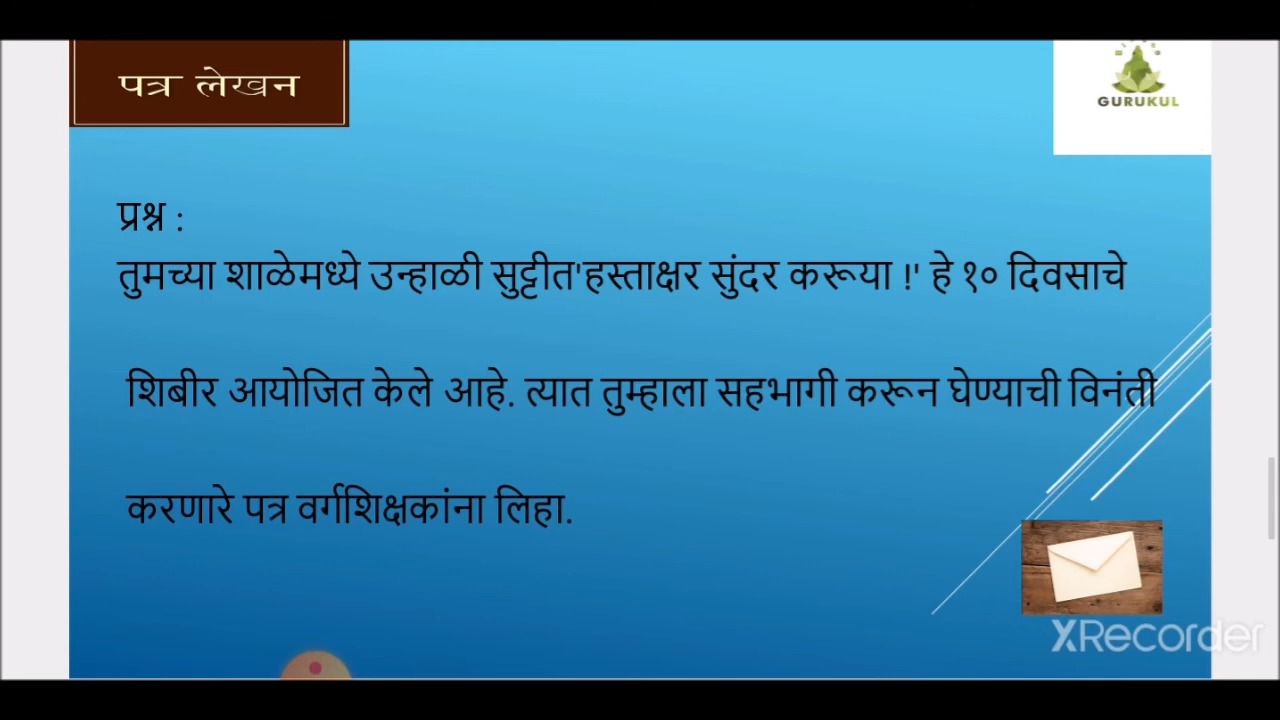 पत्र लेखन
GURUKUL
प्रश्न :
तुमच्या शाळेमध्ये उन्हाळी सुट्टीत'हस्ताक्षर सुंदर करूया !' हे १० दिवसाचे
शिबीर आयोजित केले आहे. त्यात तुम्हाला सहभागी करून घेण्याची विनंती
करणारे पत्र वर्गशिक्षकांना लिहा.
XRecorder